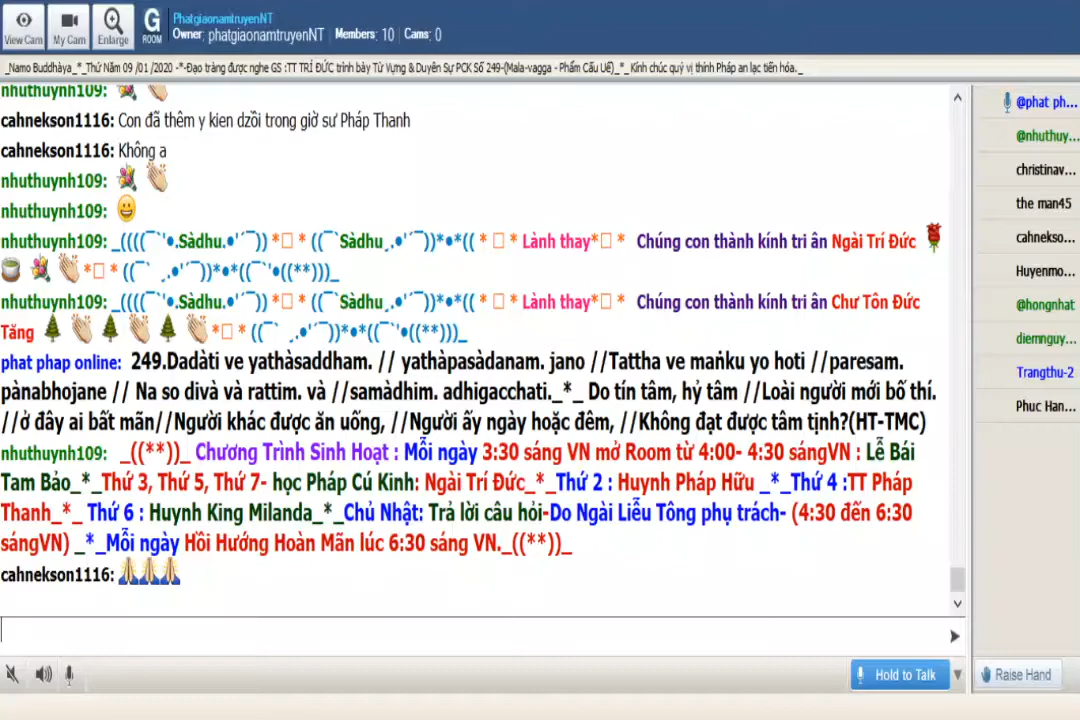 PhatgiaonamtruyenNT
View Cam My Cam Enlarge G ROOM Owner: phatgiaonamtruyenNT Members: 10 Cams: 0
_Namo Buddhàya_*_Thứ Năm 09 /01 /2020 -*-Đạo tràng được nghe GS :TT TRÍ ĐỨC trình bày Từ Vựng & Duyên Sự PCK Số 249-(Mala-vagga - Phẩm Cấu Uế)_*_ Kính chúc quý vị thính Pháp an lạc tiến hóa._
nhuthuynh109: 💐 👏
cahnekson1116: Con đã thêm y kien dzồi trong giờ sư Pháp Thanh
cahnekson1116: Không a
nhuthuynh109: 💐 👏
nhuthuynh109: 😀
nhuthuynh109: _((((¯`'•.Sàdhu.•'´¯)) *□ * ((¯`Sàdhu¸.•'´¯))*•*(( * □ * Lành thay*□ * Chúng con thành kính tri ân Ngài Trí Đức 🌹
🍵 💐 👏 *□ * ((¯` ¸.•'´¯))*•*((¯`'•((**)))_
nhuthuynh109: _((((¯`'•.Sàdhu.•'´¯)) *□ * ((¯`Sàdhu¸.•'´¯))*•*(( * □ * Lành thay*□ * Chúng con thành kính tri ân Chư Tôn Đức
Tăng 🌲 👏 🌲 👏 🌲 👏 *□ * ((¯` ¸.•'´¯))*•*((¯`'•((**)))_
phat phap online: 249.Dadàti ve yathàsaddham. // yathàpasàdanam. jano //Tattha ve maṅku yo hoti //paresam.
pànabhojane // Na so divà và rattim. và //samàdhim. adhigacchati._*_ Do tín tâm, hỷ tâm //Loài người mới bố thí.
//ở đây ai bất mãn//Người khác được ăn uống, //Người ấy ngày hoặc đêm, //Không đạt được tâm tịnh?(HT-TMC)
nhuthuynh109: _((**))_ Chương Trình Sinh Hoạt : Mỗi ngày 3:30 sáng VN mở Room từ 4:00- 4:30 sángVN : Lễ Bái
Tam Bảo_*_Thứ 3, Thứ 5, Thứ 7- học Pháp Cú Kinh: Ngài Trí Đức_*_Thứ 2 : Huynh Pháp Hữu _*_Thứ 4 :TT Pháp
Thanh_*_ Thứ 6 : Huynh King Milanda_*_Chủ Nhật: Trả lời câu hỏi-Do Ngài Liễu Tông phụ trách- (4:30 đến 6:30
sángVN) _*_Mỗi ngày Hồi Hướng Hoàn Mãn lúc 6:30 sáng VN._((**))_
cahnekson1116: 🙏🙏🙏
@phat ph...
@nhuthuy...
christinav...
the man45
cahnekso...
Huyenmo...
@hongnhat
diemnguy...
Trangthu-2
Phuc Han...
Hold to Talk
Raise Hand